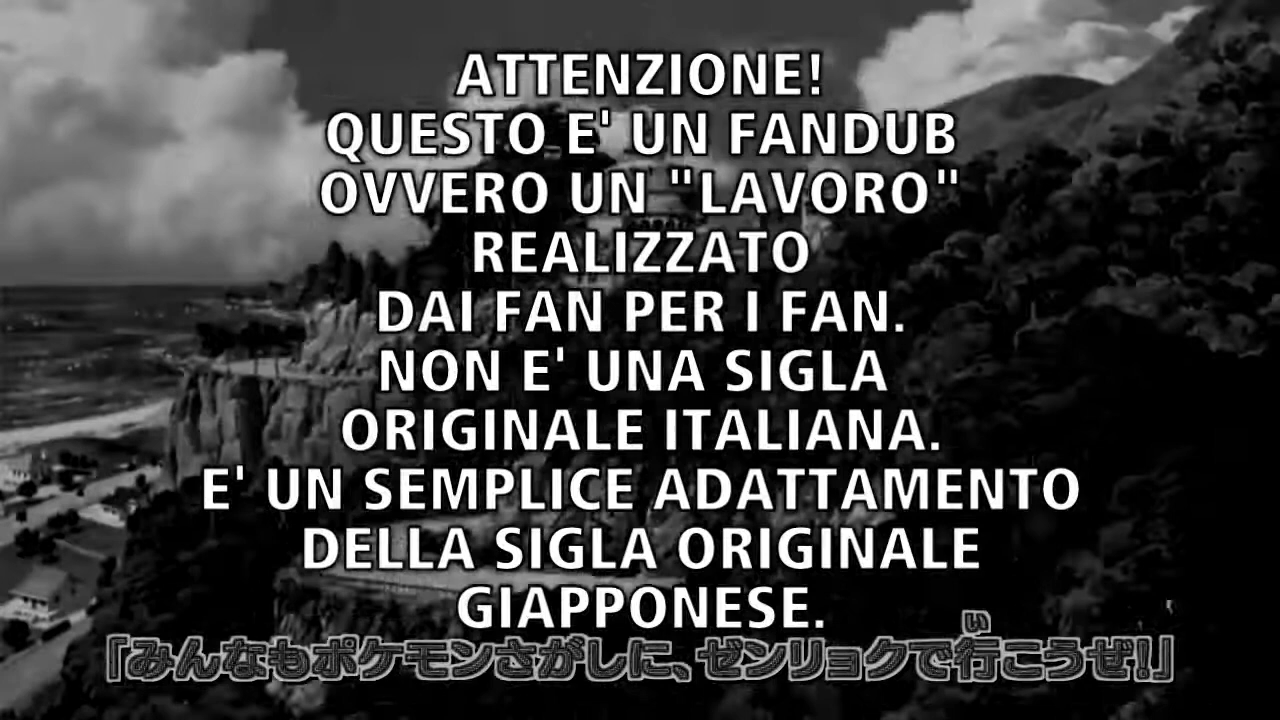 ATTENZIONE!
QUESTO E' UN FANDUB
OVVERO UN "LAVORO"
REALIZZATO
DAI FAN PER I FAN.
NON E' UNA SIGLA
ORIGINALE ITALIANA.
E' UN SEMPLICE ADATTAMENTO
DELLA SIGLA ORIGINALE
GIAPPONESE.
い
「みんなもポケモンさがしに、ゼンリョクで行こうぜ!」